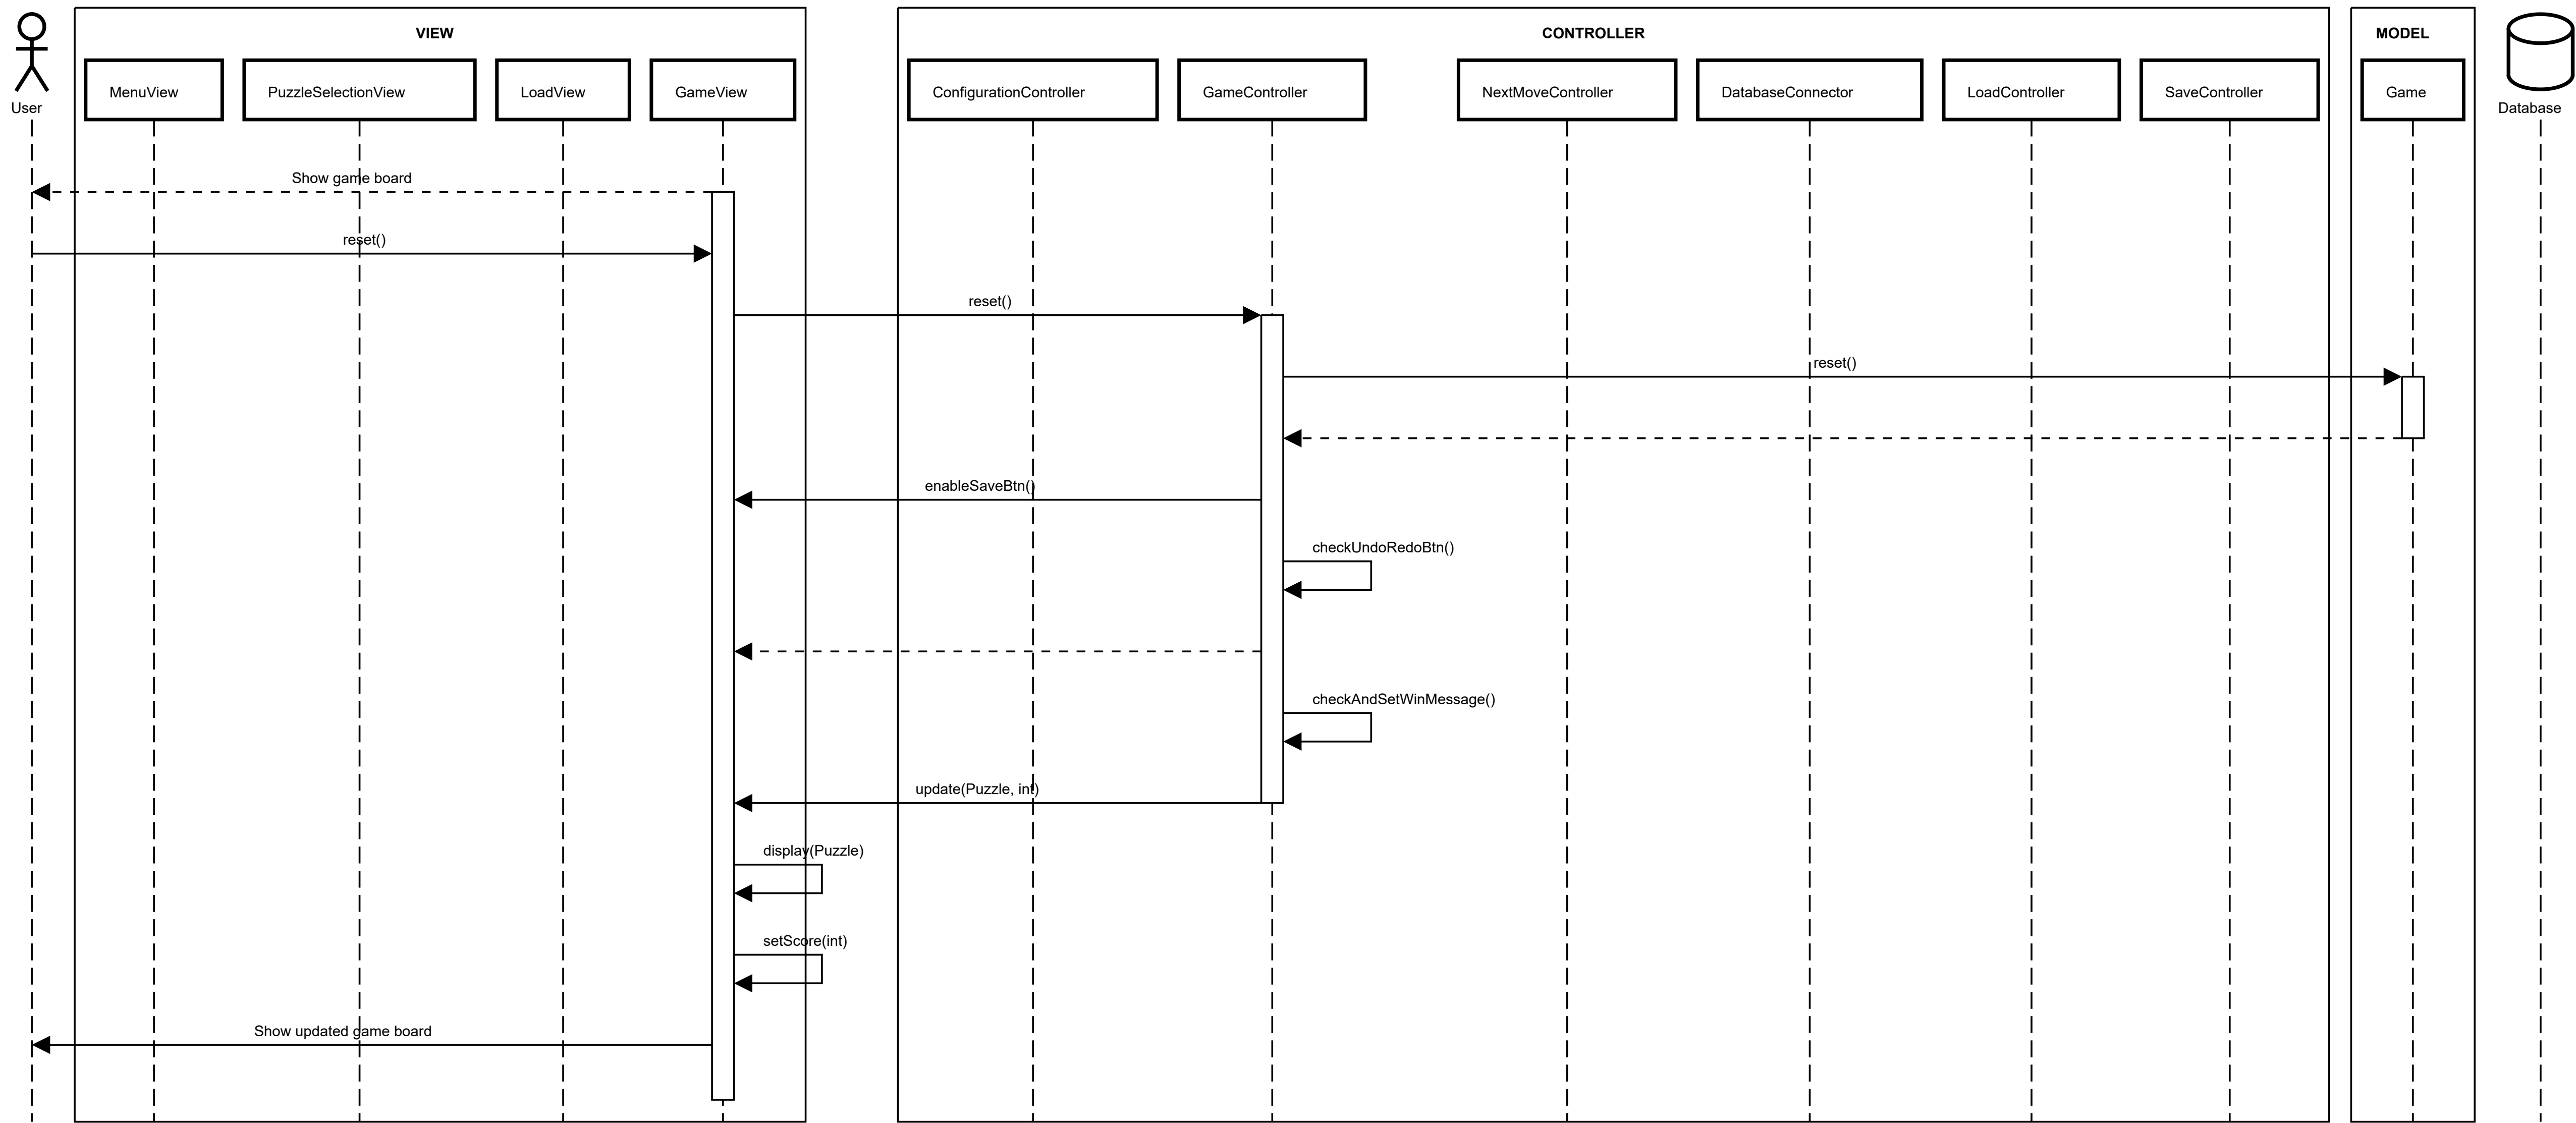 VIEW
CONTROLLER
MODEL
User
MenuView
PuzzleSelectionView
LoadView
GameView
ConfigurationController
GameController
NextMoveController
DatabaseConnector
LoadController
SaveController
Game
Database
Show game board
reset()
reset()
reset()
enableSaveBtn()
checkUndoRedoBtn()
checkAndSetWinMessage()
update(Puzzle, int)
display(Puzzle)
setScore(int)
Show updated game board